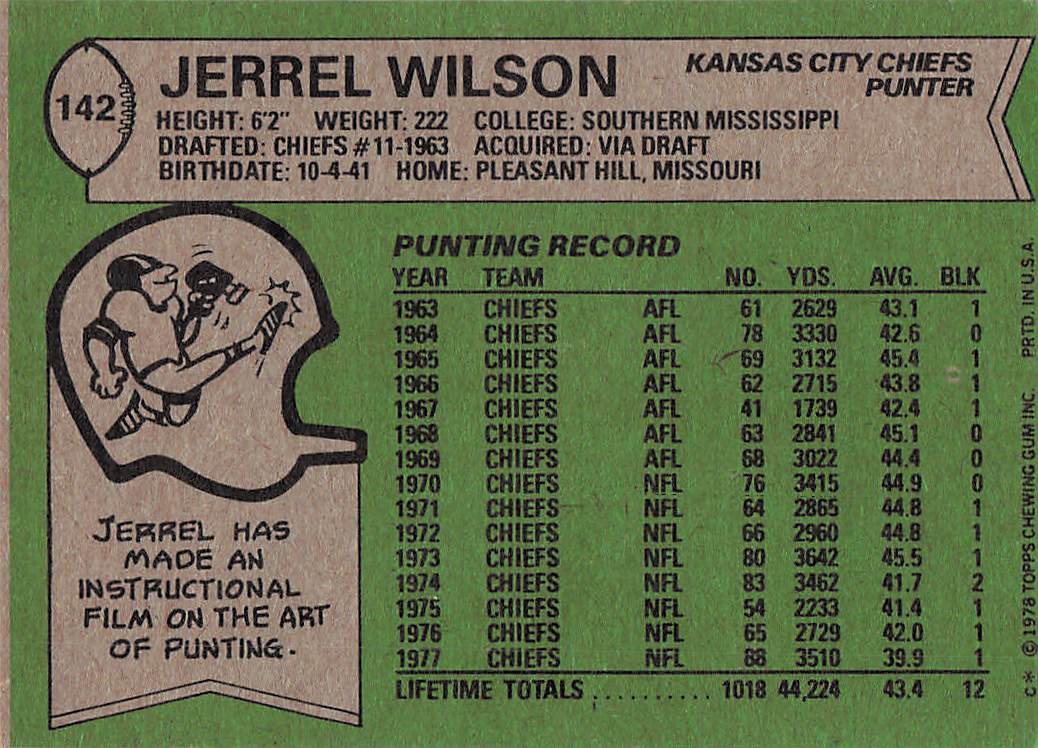 142
JERREL WILSON
KANSAS CITY CHIEFS
PUNTER
HEIGHT: 6'2" WEIGHT: 222 COLLEGE: SOUTHERN MISSISSIPPI
DRAFTED: CHIEFS #11-1963 ACQUIRED: VIA DRAFT
BIRTHDATE: 10-4-41 HOME: PLEASANT HILL, MISSOURI
JERREL HAS
MADE AN
INSTRUCTIONAL
FILM ON THE ART
OF PUNTING.
PUNTING RECORD
YEAR TEAM NO. YDS. AVG. BLK
1963 CHIEFS AFL 61 2629 43.1 1
1964 CHIEFS AFL 78 3330 42.6 0
1965 CHIEFS AFL 69 3132 45.4 1
1966 CHIEFS AFL 62 2715 43.8 1
1967 CHIEFS AFL 41 1739 42.4 1
1968 CHIEFS AFL 63 2841 45.1 0
1969 CHIEFS AFL 68 3022 44.4 0
1970 CHIEFS NFL 76 3415 44.9 0
1971 CHIEFS NFL 64 2865 44.8 1
1972 CHIEFS NFL 66 2960 44.8 1
1973 CHIEFS NFL 80 3642 45.5 1
1974 CHIEFS NFL 83 3462 41.7 2
1975 CHIEFS NFL 54 2233 41.4 1
1976 CHIEFS NFL 65 2729 42.0 1
1977 CHIEFS NFL 88 3510 39.9 1
LIFETIME TOTALS .......... 1018 44,224 43.4 12
C* ©1978 TOPPS CHEWING GUM INC. PRTD. IN U.S.A.